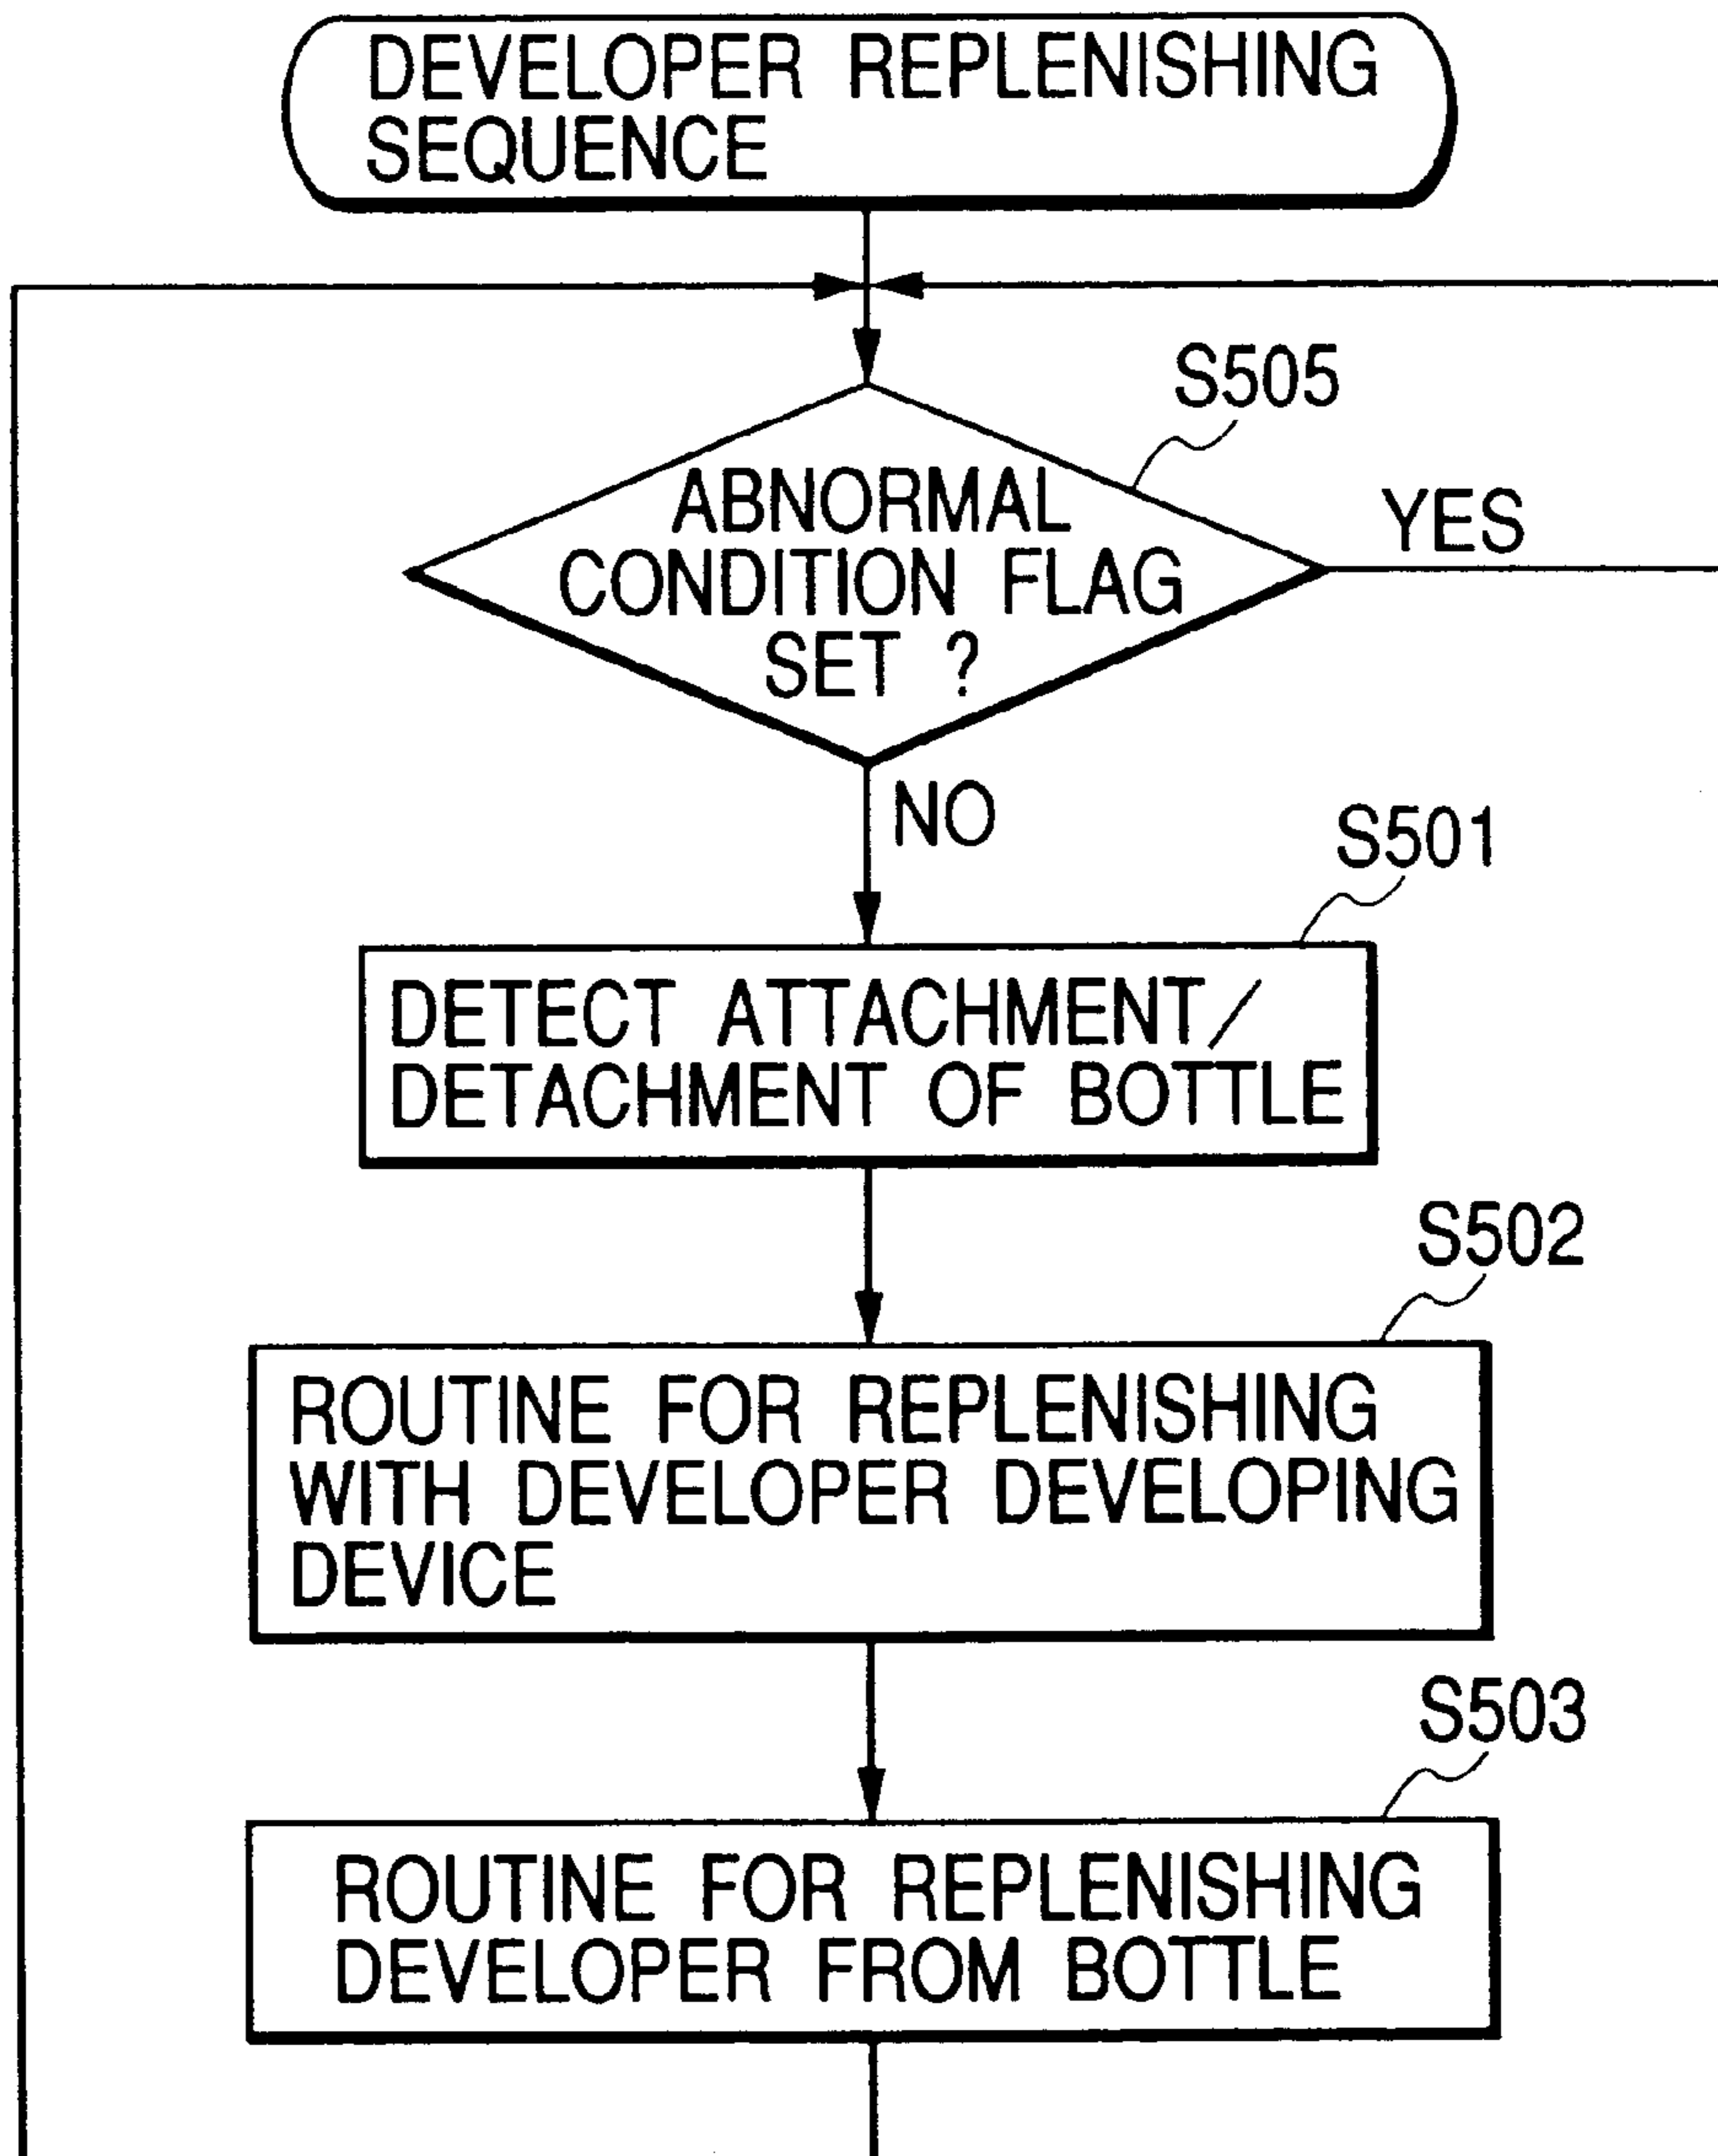 DEVELOPER REPLENISHING
SEQUENCE
S505
ABNORMAL
CONDITION FLAG
SET ?
YES
NO
S501
DETECT ATTACHMENT/
DETACHMENT OF BOTTLE
S502
ROUTINE FOR REPLENISHING
WITH DEVELOPER DEVELOPING
DEVICE
S503
ROUTINE FOR REPLENISHING
DEVELOPER FROM BOTTLE